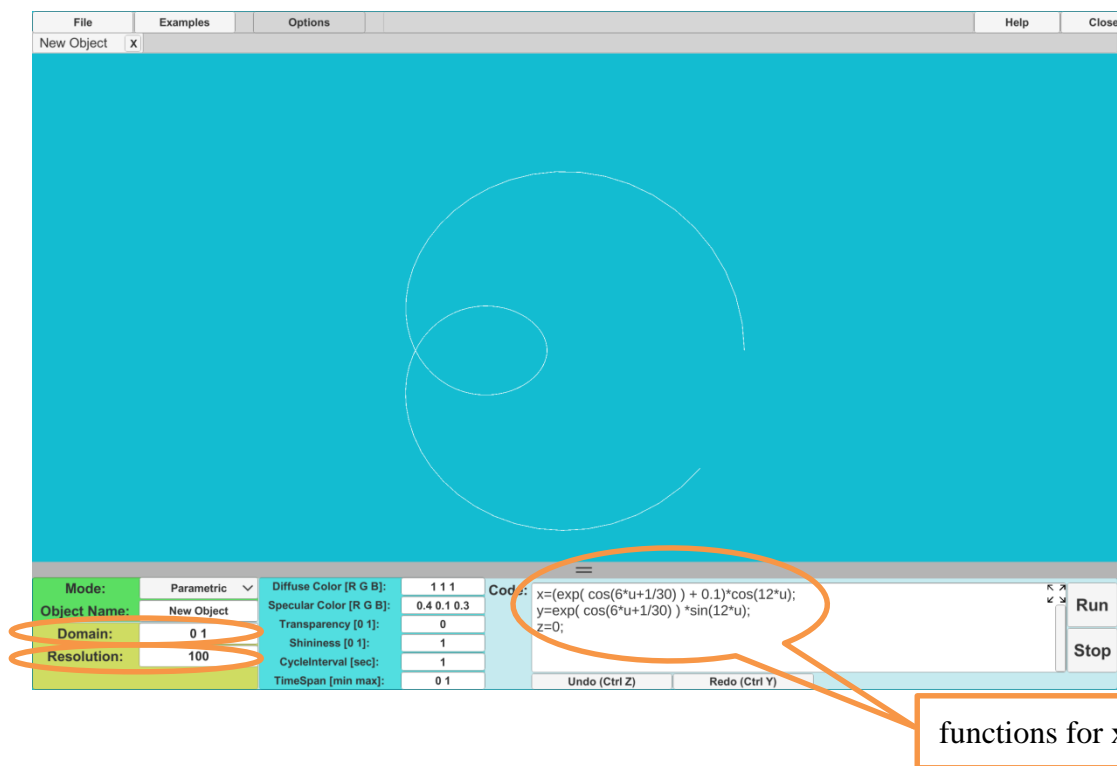 File Examples Options Help Close
New Object X
Mode: Parametric
Object Name: New Object
Domain: 0 1
Resolution: 100
Diffuse Color [R G B]: 1 1 1
Specular Color [R G B]: 0.4 0.1 0.3
Transparency [0 1]: 0
Shininess [0 1]: 1
CycleInterval [sec]: 1
TimeSpan [min max]: 0 1
Code:
x=(exp( cos(6*u+1/30) ) + 0.1)*cos(12*u);
y=exp( cos(6*u+1/30) ) *sin(12*u);
z=0;
Undo (Ctrl Z) Redo (Ctrl Y)
Run
Stop
functions for x